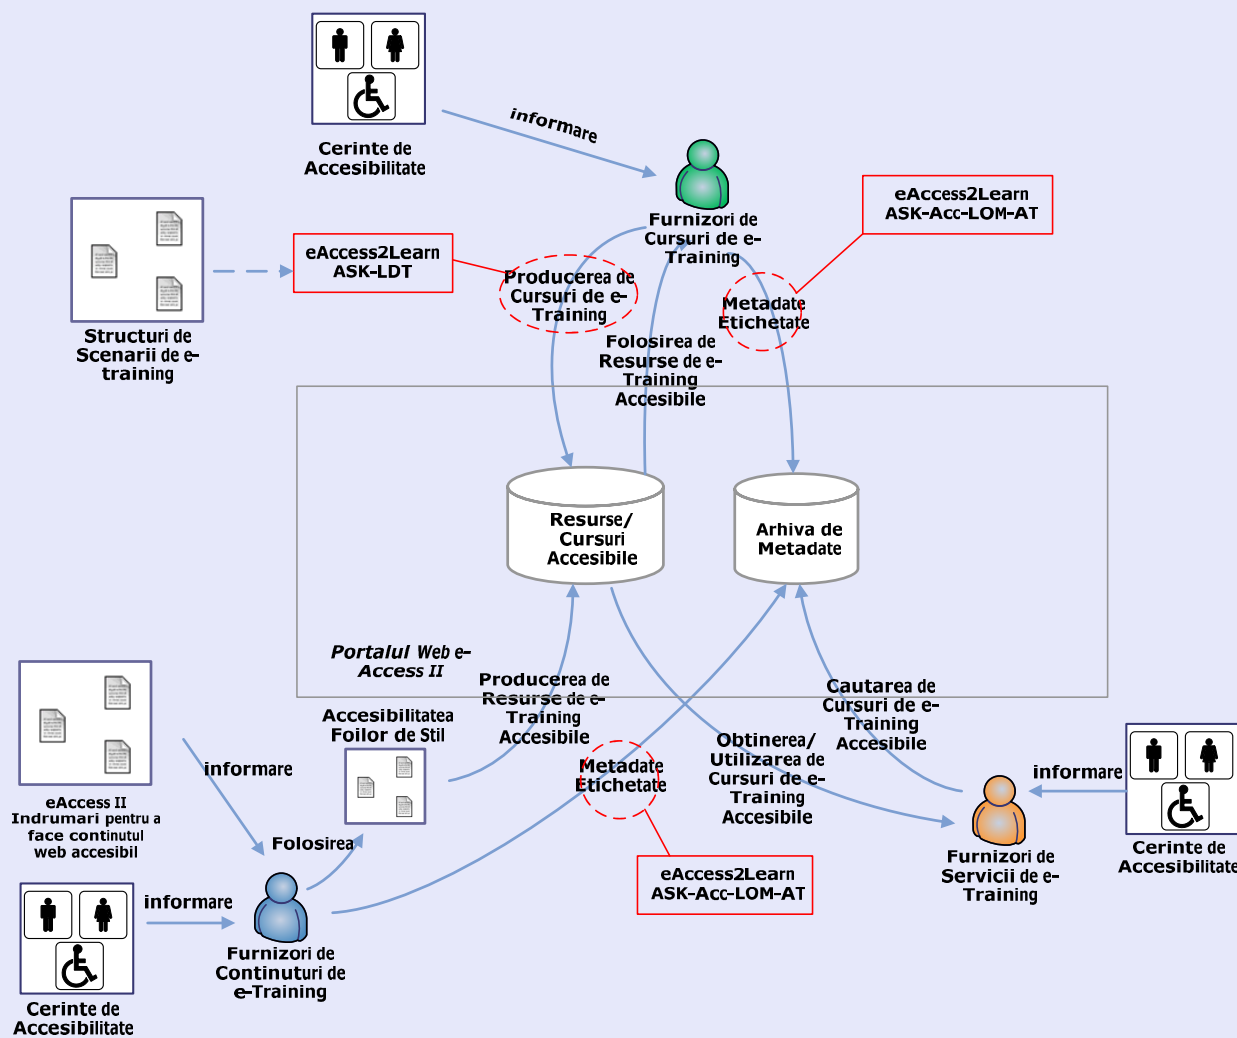 informare
Cerinte de
Accesibilitate
eAccess2Learn
ASK-Acc-LOM-AT
Furnizori de
Cursuri de e-
Training
eAccess2Learn
ASK-LDT
Producerea de
Cursuri de e-
Training
Metadate
Etichetate
Structuri de
Scenarii de e-
training
Folosirea de
Resurse de e-
Training
Accesibile
Resurse/
Cursuri
Accesibile
Arhiva de
Metadate
Portalul Web e-
Access II
Producerea de
Resurse de e-
Training
Accesibile
Cautarea de
Cursuri de e-
Training
Accesibile
Accesibilitatea
Foilor de Stil
Obtinerea/
Utilizarea de
Cursuri de e-
Training
Accesibile
informare
Metadate
Etichetate
informare
eAccess II
Indrumari pentru a
face continutul
web accesibil
Folosirea
Cerinte de
Accesibilitate
Furnizori de
Servicii de e-
Training
eAccess2Learn
ASK-Acc-LOM-AT
informare
Furnizori de
Continuturi de
e-Training
Cerinte de
Accesibilitate